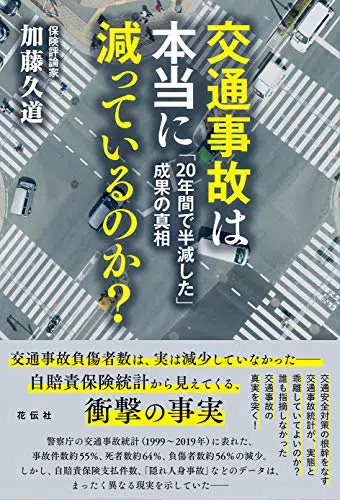 交通事故は
本当に
減っているのか?
「20年間で半減した」
成果の真相
保険評論家
加藤久道
交通事故負傷者数は、実は減少していなかった――
自賠責保険統計から見えてくる、
衝撃の事実
花伝社
交通安全対策の根幹をなす
交通事故統計が、実態と
乖離していてよいのか?
誰も指摘しなかった
交通事故の
真実を突く!
警察庁の交通事故統計(1999~2019年)に表れた、
事故件数約55%、死者数約64%、負傷者数約56%の減少。
しかし、自賠責保険支払件数、「隠れ人身事故」などのデータは、
まったく異なる現実を示していた――